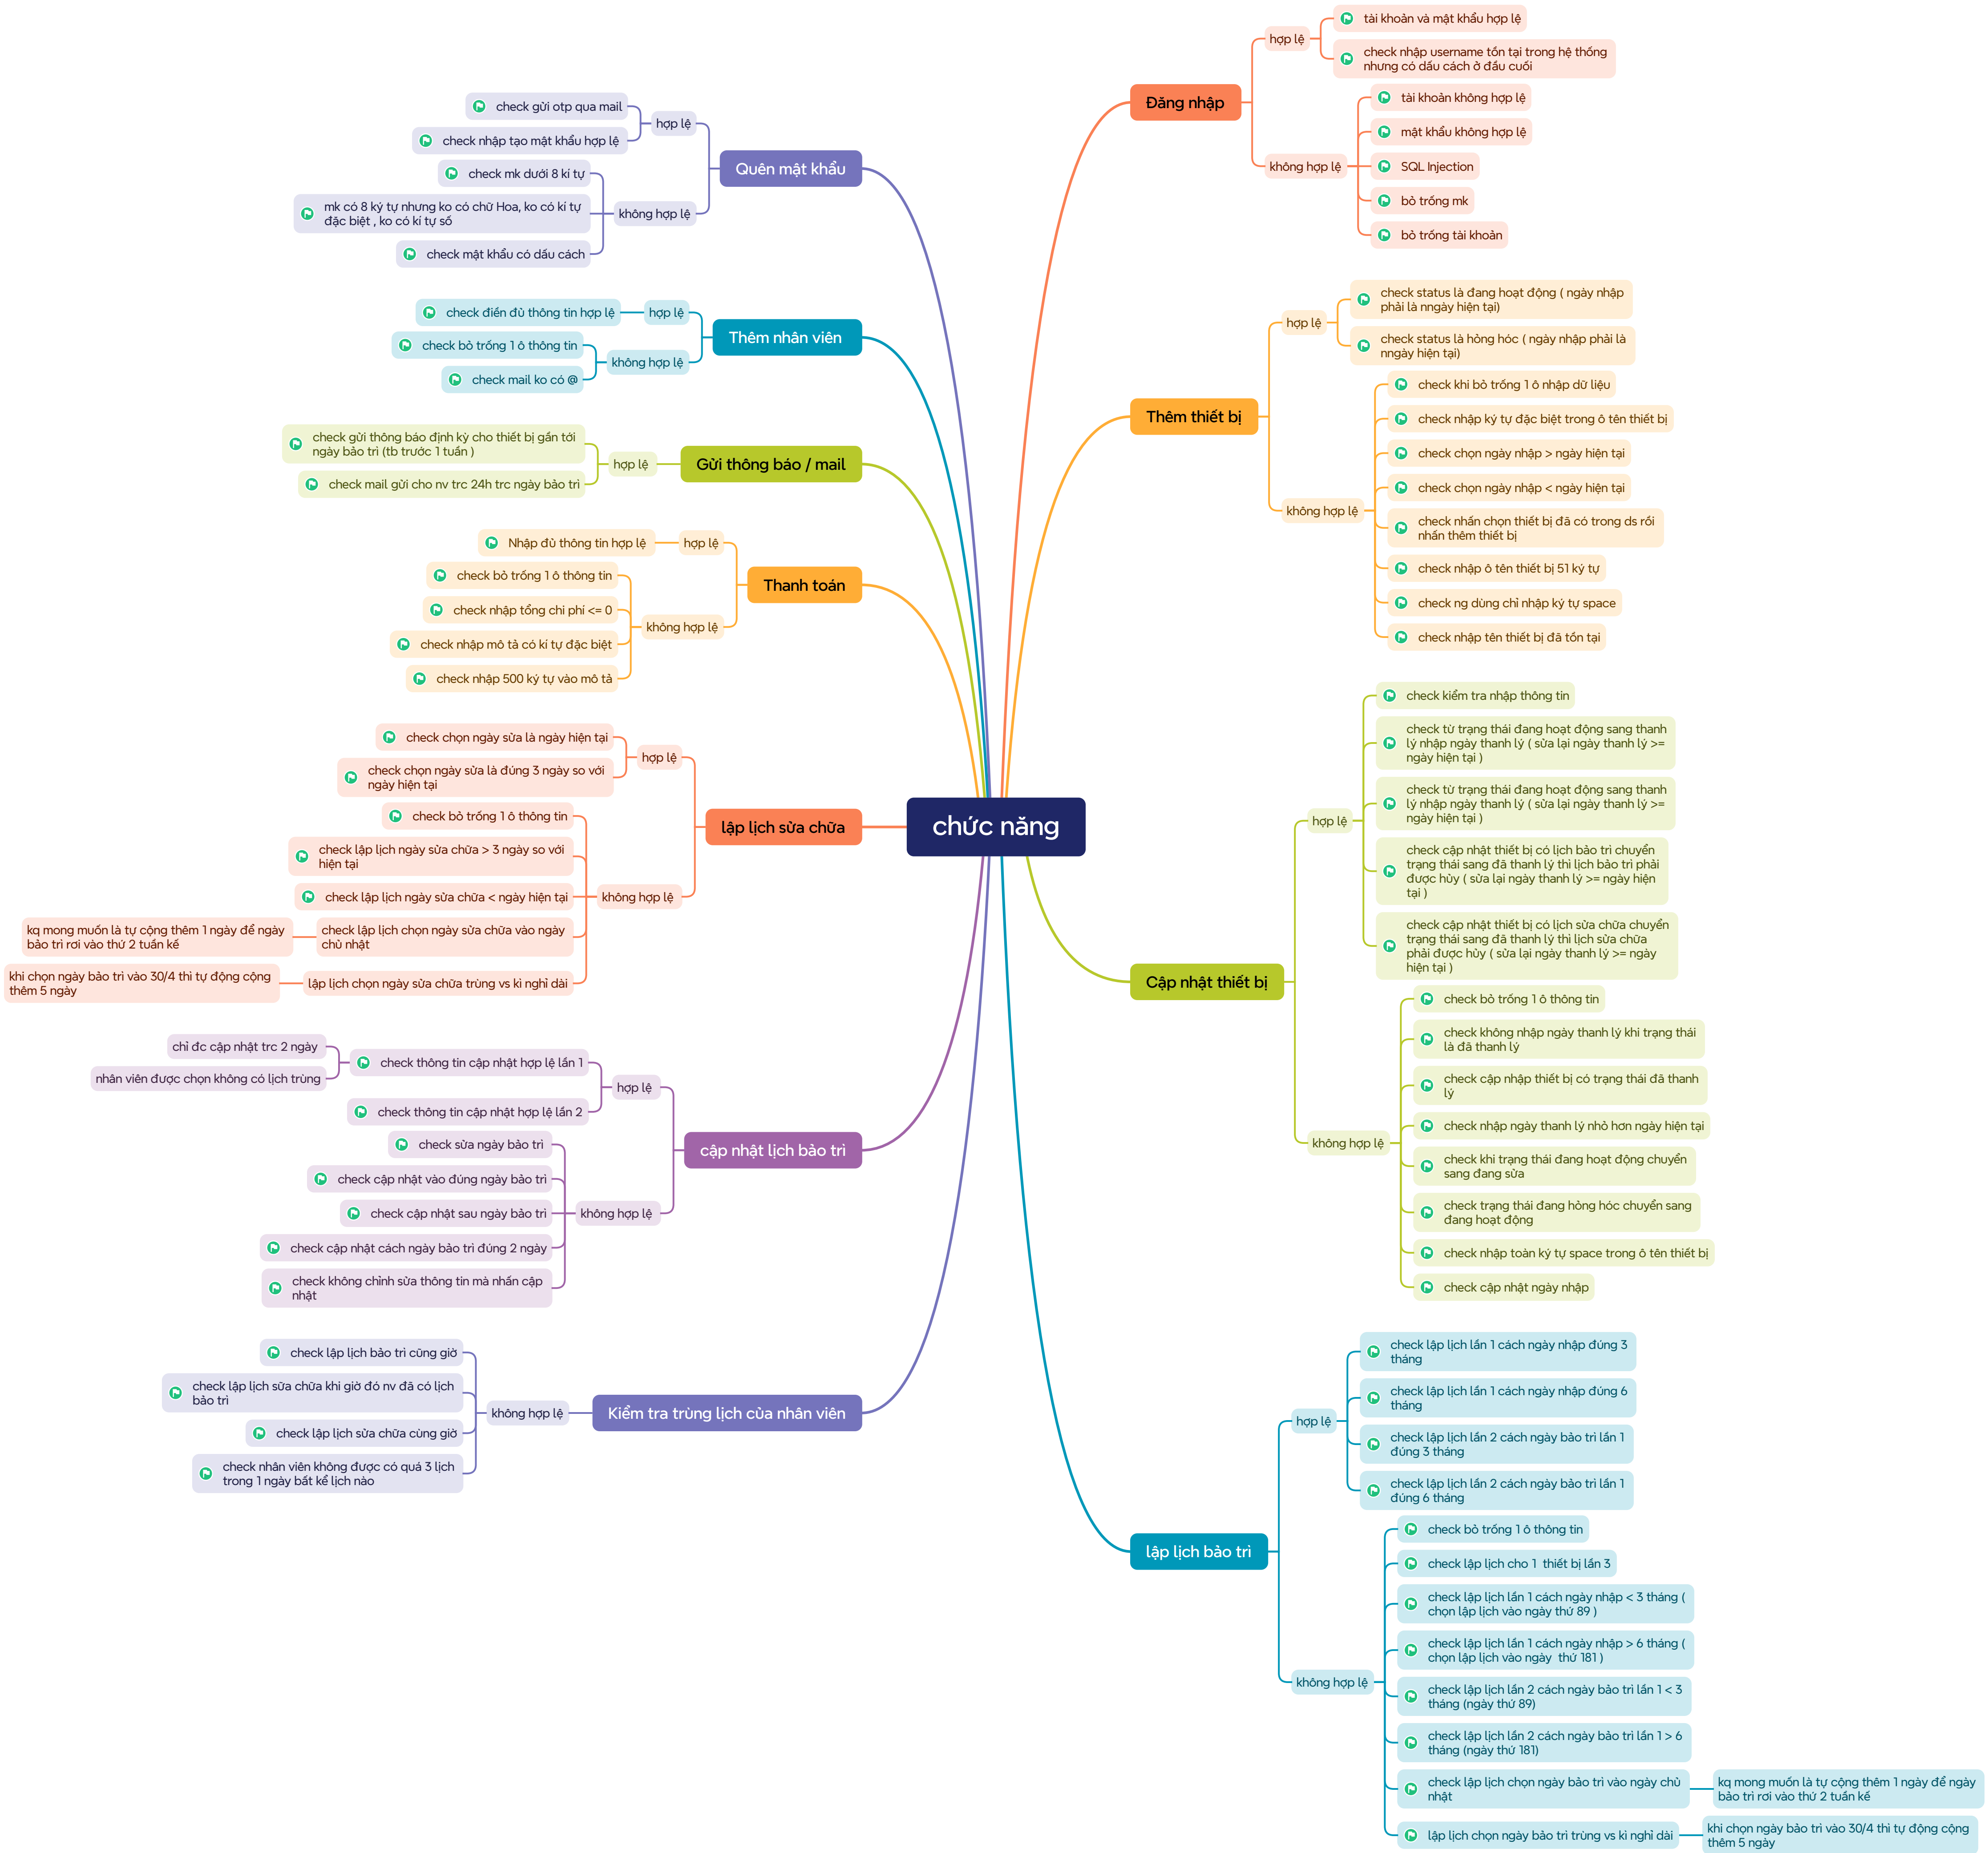 chức năng
Đăng nhập
hợp lệ
tài khoản và mật khẩu hợp lệ
check nhập username tồn tại trong hệ thống
nhưng có dấu cách ở đầu cuối
không hợp lệ
tài khoản không hợp lệ
mật khẩu không hợp lệ
SQL Injection
bỏ trống mk
bỏ trống tài khoản
Thêm thiết bị
hợp lệ
check status là đang hoạt động ( ngày nhập
phải là nngày hiện tại)
check status là hỏng hóc ( ngày nhập phải là
nngày hiện tại)
không hợp lệ
check khi bỏ trống 1 ô nhập dữ liệu
check nhập ký tự đặc biệt trong ô tên thiết bị
check chọn ngày nhập > ngày hiện tại
check chọn ngày nhập < ngày hiện tại
check nhấn chọn thiết bị đã có trong ds rồi
nhấn thêm thiết bị
check nhập ô tên thiết bị 51 ký tự
check ng dùng chỉ nhập ký tự space
check nhập tên thiết bị đã tồn tại
Cập nhật thiết bị
hợp lệ
check kiểm tra nhập thông tin
check từ trạng thái đang hoạt động sang thanh
lý nhập ngày thanh lý ( sửa lại ngày thanh lý >=
ngày hiện tại )
check từ trạng thái đang hoạt động sang thanh
lý nhập ngày thanh lý ( sửa lại ngày thanh lý >=
ngày hiện tại )
check cập nhật thiết bị có lịch bảo trì chuyển
trạng thái sang đã thanh lý thì lịch bảo trì phải
được hủy ( sửa lại ngày thanh lý >= ngày hiện
tại )
check cập nhật thiết bị có lịch sửa chữa chuyển
trạng thái sang đã thanh lý thì lịch sửa chữa
phải được hủy ( sửa lại ngày thanh lý >= ngày
hiện tại )
không hợp lệ
check bỏ trống 1 ô thông tin
check không nhập ngày thanh lý khi trạng thái
là đã thanh lý
check cập nhập thiết bị có trạng thái đã thanh
lý
check nhập ngày thanh lý nhỏ hơn ngày hiện tại
check khi trạng thái đang hoạt động chuyển
sang đang sửa
check trạng thái đang hỏng hóc chuyển sang
đang hoạt động
check nhập toàn ký tự space trong ô tên thiết bị
check cập nhật ngày nhập
lập lịch bảo trì
hợp lệ
check lập lịch lần 1 cách ngày nhập đúng 3
tháng
check lập lịch lần 1 cách ngày nhập đúng 6
tháng
check lập lịch lần 2 cách ngày bảo trì lần 1
đúng 3 tháng
check lập lịch lần 2 cách ngày bảo trì lần 1
đúng 6 tháng
không hợp lệ
check bỏ trống 1 ô thông tin
check lập lịch cho 1  thiết bị lần 3
check lập lịch lần 1 cách ngày nhập < 3 tháng (
chọn lập lịch vào ngày thứ 89 )
check lập lịch lần 1 cách ngày nhập > 6 tháng (
chọn lập lịch vào ngày  thứ 181 )
check lập lịch lần 2 cách ngày bảo trì lần 1 < 3
tháng (ngày thứ 89)
check lập lịch lần 2 cách ngày bảo trì lần 1 > 6
tháng (ngày thứ 181)
check lập lịch chọn ngày bảo trì vào ngày chủ
nhật
kq mong muốn là tự cộng thêm 1 ngày để ngày
bảo trì rơi vào thứ 2 tuần kế
lập lịch chọn ngày bảo trì trùng vs kì nghỉ dài
khi chọn ngày bảo trì vào 30/4 thì tự động cộng
thêm 5 ngày
Quên mật khẩu
hợp lệ
check gửi otp qua mail
check nhập tạo mật khẩu hợp lệ
không hợp lệ
check mk dưới 8 kí tự
mk có 8 ký tự nhưng ko có chữ Hoa, ko có kí tự
đặc biệt , ko có kí tự số
check mật khẩu có dấu cách
Thêm nhân viên
hợp lệ
check điền đủ thông tin hợp lệ
không hợp lệ
check bỏ trống 1 ô thông tin
check mail ko có @
Gửi thông báo / mail
hợp lệ
check gửi thông báo định kỳ cho thiết bị gần tới
ngày bảo trì (tb trước 1 tuần )
check mail gửi cho nv trc 24h trc ngày bảo trì
Thanh toán
hợp lệ
Nhập đủ thông tin hợp lệ
không hợp lệ
check bỏ trống 1 ô thông tin
check nhập tổng chi phí <= 0
check nhập mô tả có kí tự đặc biệt
check nhập 500 ký tự vào mô tả
lập lịch sửa chữa
hợp lệ
check chọn ngày sửa là ngày hiện tại
check chọn ngày sửa là đúng 3 ngày so với
ngày hiện tại
không hợp lệ
check bỏ trống 1 ô thông tin
check lập lịch ngày sửa chữa > 3 ngày so với
hiện tại
check lập lịch ngày sửa chữa < ngày hiện tại
check lập lịch chọn ngày sửa chữa vào ngày
chủ nhật
kq mong muốn là tự cộng thêm 1 ngày để ngày
bảo trì rơi vào thứ 2 tuần kế
lập lịch chọn ngày sửa chữa trùng vs kì nghỉ dài
khi chọn ngày bảo trì vào 30/4 thì tự động cộng
thêm 5 ngày
cập nhật lịch bảo trì
hợp lệ
check thông tin cập nhật hợp lệ lần 1
chỉ đc cập nhật trc 2 ngày
nhân viên được chọn không có lịch trùng
check thông tin cập nhật hợp lệ lần 2
không hợp lệ
check sửa ngày bảo trì
check cập nhật vào đúng ngày bảo trì
check cập nhật sau ngày bảo trì
check cập nhật cách ngày bảo trì đúng 2 ngày
check không chỉnh sửa thông tin mà nhấn cập
nhật
Kiểm tra trùng lịch của nhân viên
không hợp lệ
check lập lịch bảo trì cũng giờ
check lập lịch sữa chữa khi giờ đó nv đã có lịch
bảo trì
check lập lịch sửa chữa cùng giờ
check nhân viên không được có quá 3 lịch
trong 1 ngày bất kể lịch nào